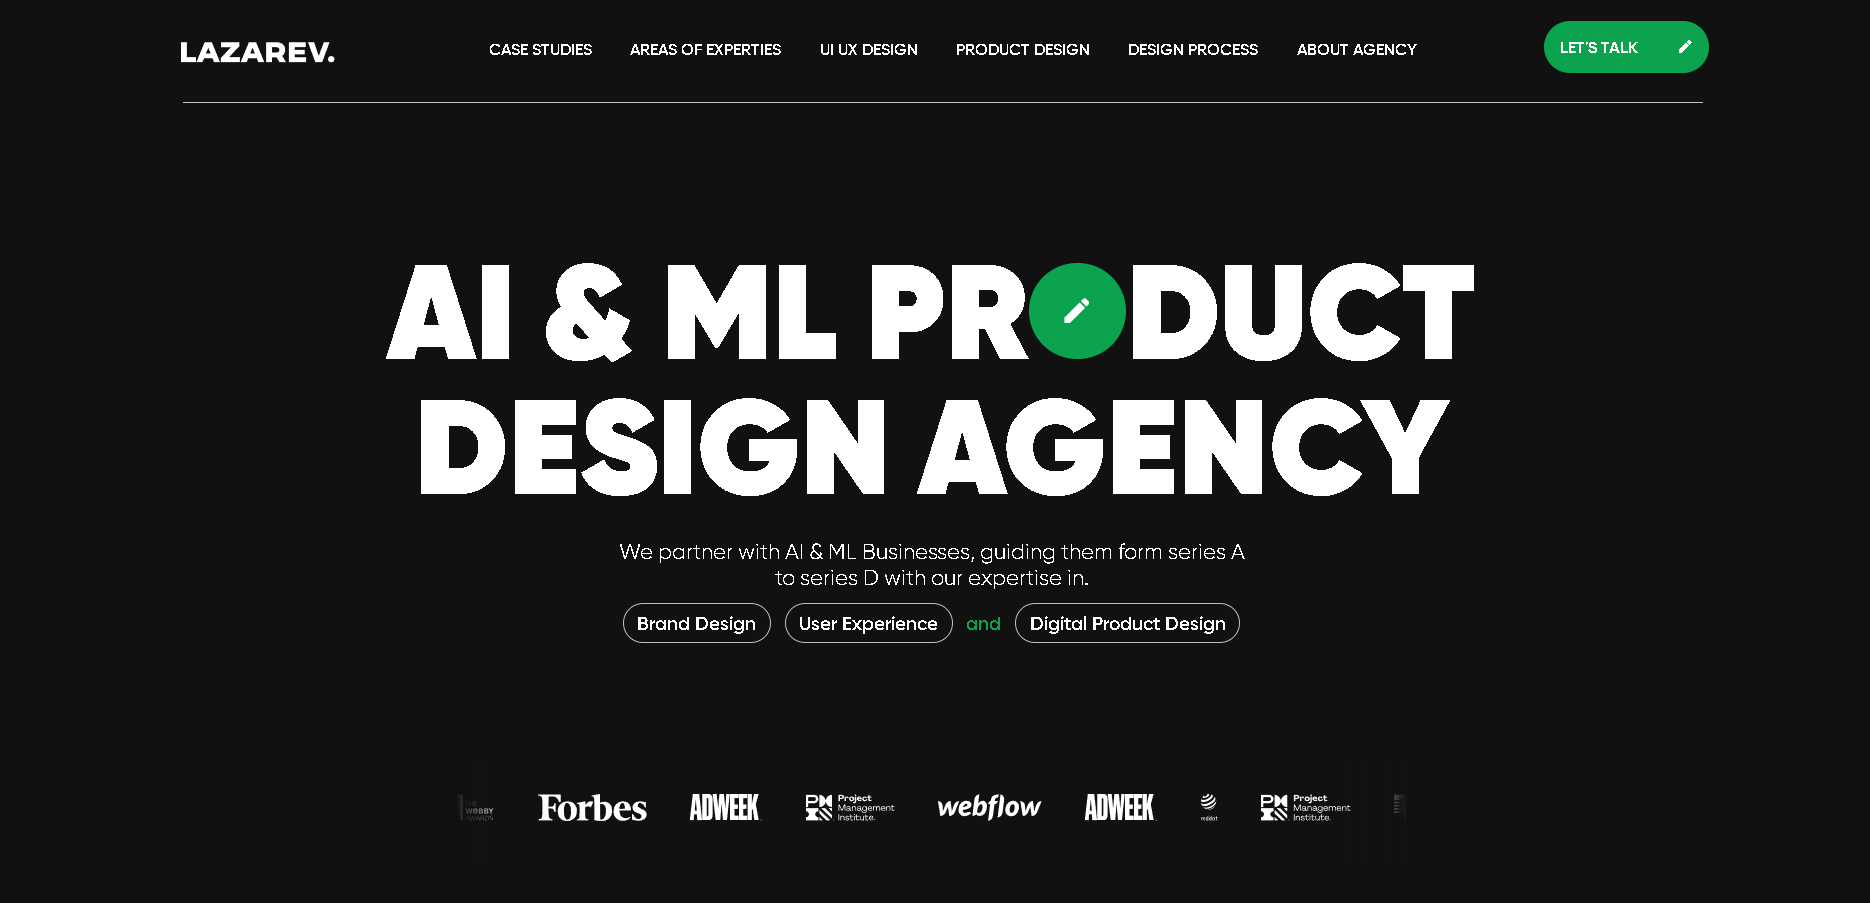 LAZAREV.
CASE STUDIES
AREAS OF EXPERTIES
UI UX DESIGN
PRODUCT DESIGN
DESIGN PROCESS
ABOUT AGENCY
LET'S TALK
AI & ML PRODUCT
DESIGN AGENCY
We partner with AI & ML Businesses, guiding them form series A
to series D with our expertise in.
Brand Design User Experience and Digital Product Design
THE
WEBBY
AWARDS
Forbes
ADWEEK
Project
Management
Institute.
webflow
ADWEEK
reddot
Project
Management
Institute.